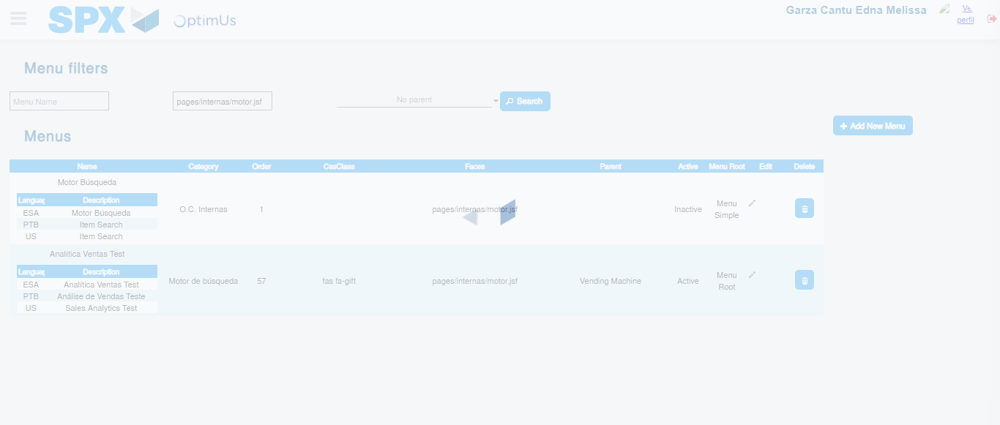 SPX OptimUs Garza Cantu Edna Melissa
perfil
Menu filters
Menu Name pages/internas/motor.jsf No parent Search
Add New Menu
Menus
Name Category Order CssClass Faces Parent Active Menu Root Edit Delete
Motor Búsqueda
Languag Description
ESA Motor Búsqueda
PTB Item Search
US Item Search
O.C. Internas 1 pages/internas/motor.jsf Inactive Menu
Simple
Analítica Ventas Test
Languag Description
ESA Analítica Ventas Test
PTB Análise de Vendas Teste
US Sales Analytics Test
Motor de búsqueda 57 fas fa-gift pages/internas/motor.jsf Vending Machine Active Menu
Root